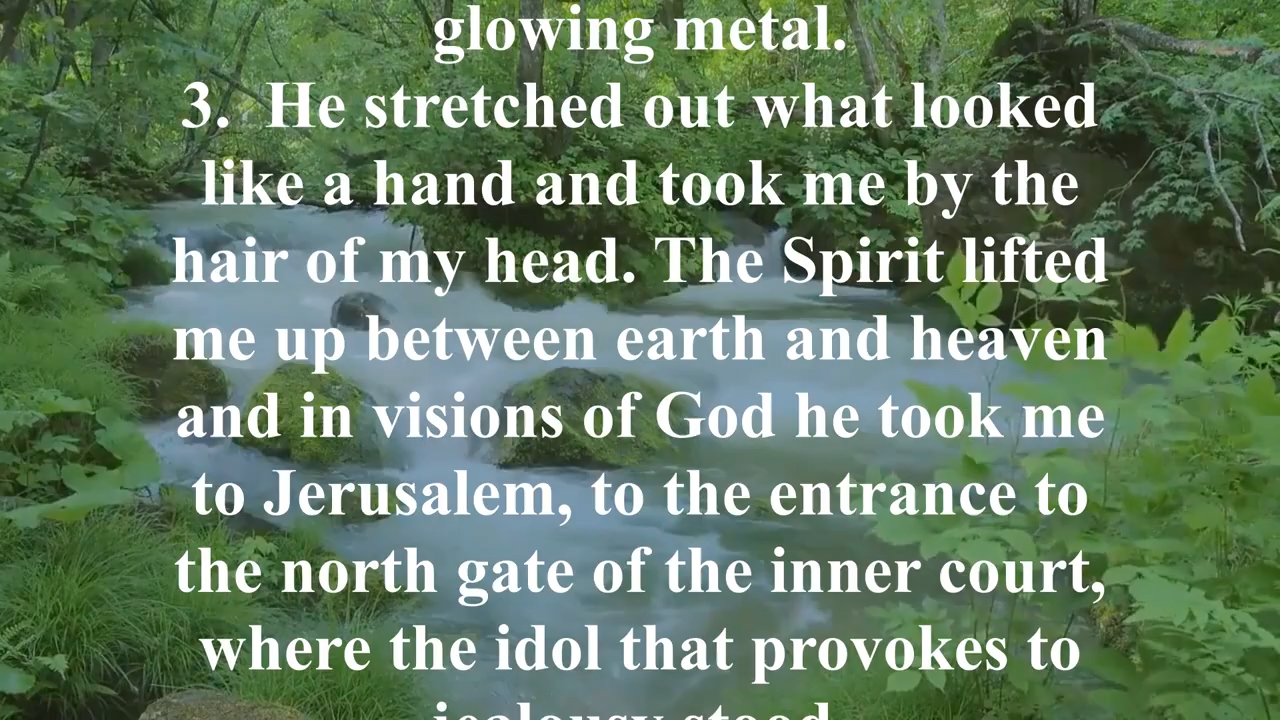 glowing metal.
3. He stretched out what looked
like a hand and took me by the
hair of my head. The Spirit lifted
me up between earth and heaven
and in visions of God he took me
to Jerusalem, to the entrance to
the north gate of the inner court,
where the idol that provokes to
jealousy stood.